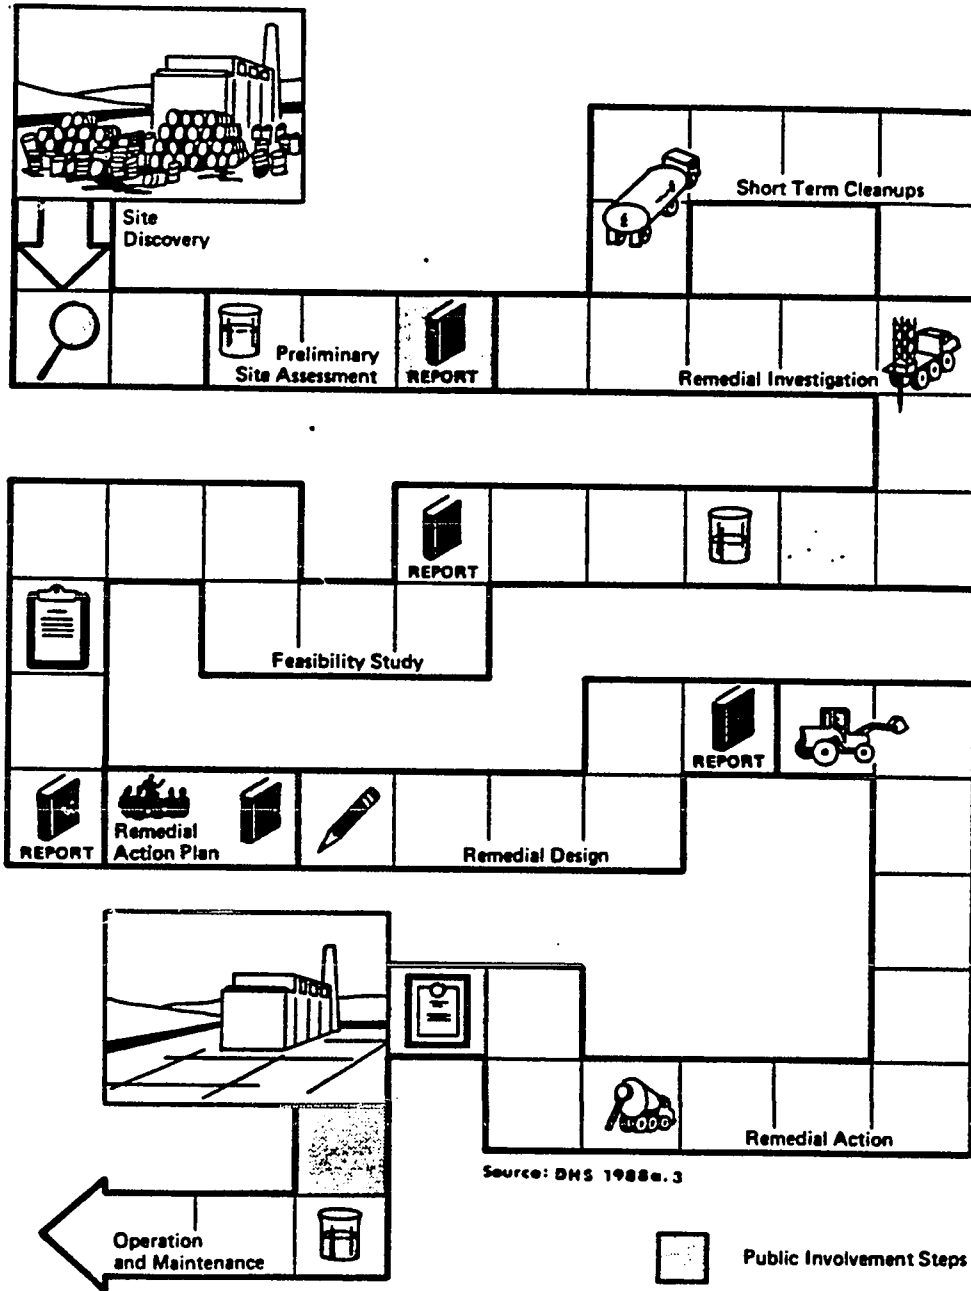 Site
Discovery
Short Term Cleanups
Preliminary
Site Assessment
REPORT
Remedial Investigation
REPORT
Feasibility Study
REPORT
REPORT
Remedial
Action Plan
Remedial Design
Remedial Action
Source: DHS 1988a.3
Operation
and Maintenance
Public Involvement Steps